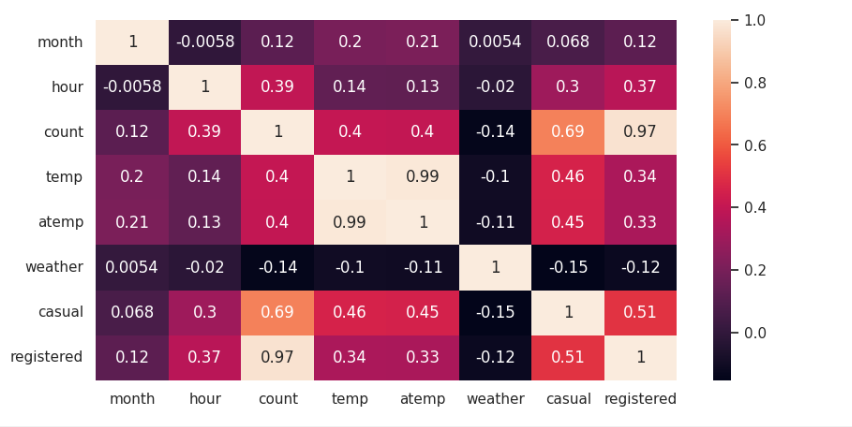 month 1 -0.0058 0.12 0.2 0.21 0.0054 0.068 0.12
hour -0.0058 1 0.39 0.14 0.13 -0.02 0.3 0.37
count 0.12 0.39 1 0.4 0.4 -0.14 0.69 0.97
temp 0.2 0.14 0.4 1 0.99 -0.1 0.46 0.34
atemp 0.21 0.13 0.4 0.99 1 -0.11 0.45 0.33
weather 0.0054 -0.02 -0.14 -0.1 -0.11 1 -0.15 -0.12
casual 0.068 0.3 0.69 0.46 0.45 -0.15 1 0.51
registered 0.12 0.37 0.97 0.34 0.33 -0.12 0.51 1
month hour count temp atemp weather casual registered
1.0
0.8
0.6
0.4
0.2
0.0